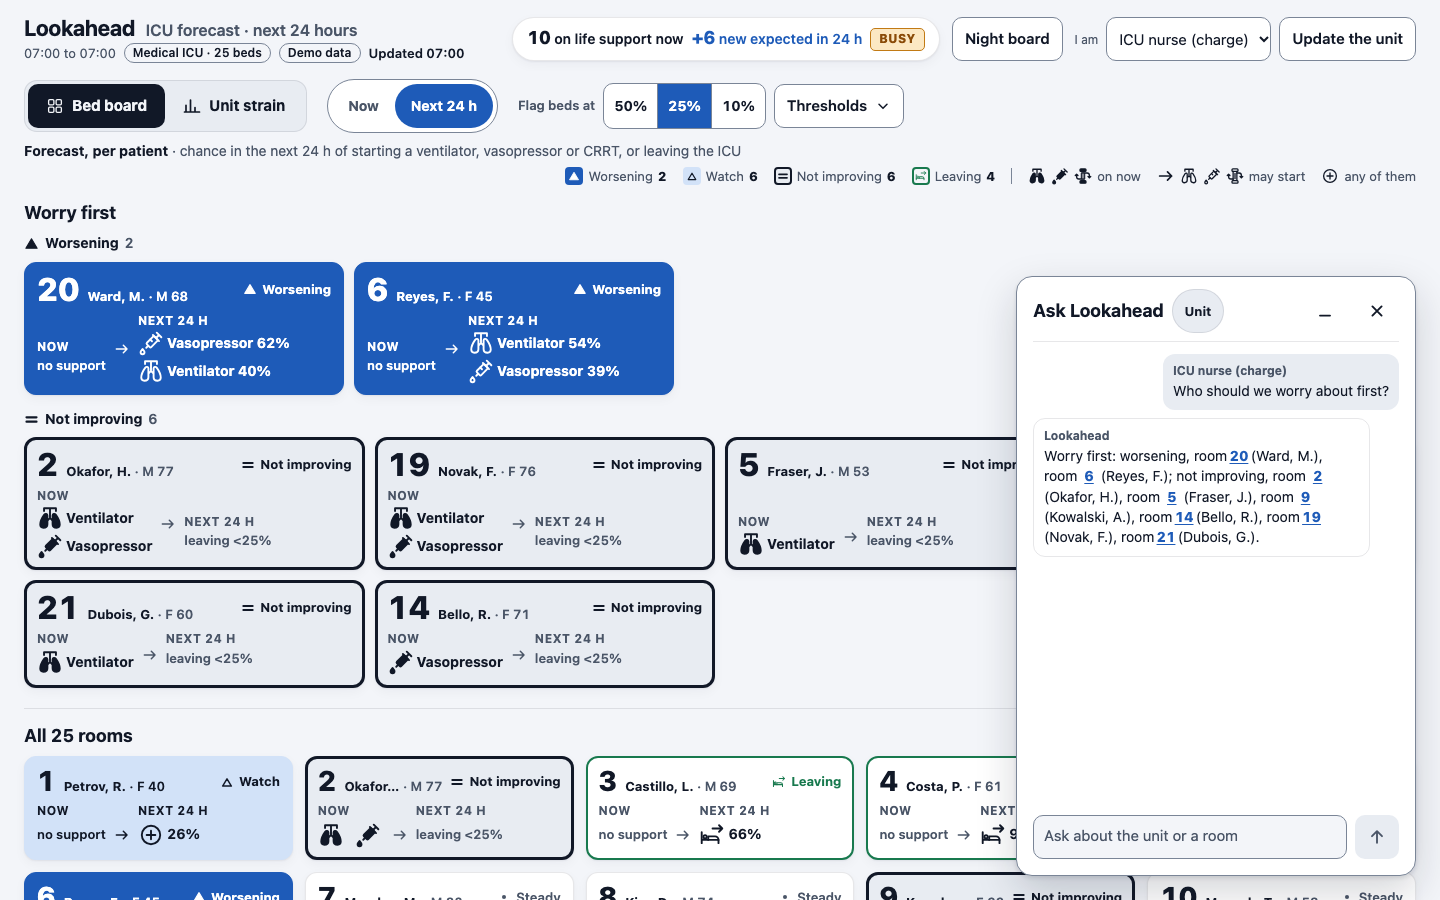 Lookahead ICU forecast · next 24 hours
07:00 to 07:00 Medical ICU · 25 beds Demo data Updated 07:00
10 on life support now +6 new expected in 24 h BUSY
Night board
I am ICU nurse (charge)
Update the unit
Bed board Unit strain
Now Next 24 h
Flag beds at 50% 25% 10%
Thresholds
Forecast, per patient · chance in the next 24 h of starting a ventilator, vasopressor or CRRT, or leaving the ICU
Worsening 2 Watch 6 Not improving 6 Leaving 4 on now may start any of them
Worry first
Worsening 2
20 Ward, M. · M 68 Worsening
NEXT 24 H
NOW
no support
Vasopressor 62%
Ventilator 40%
6 Reyes, F. · F 45 Worsening
NEXT 24 H
NOW
no support
Ventilator 54%
Vasopressor 39%
Not improving 6
2 Okafor, H. · M 77 Not improving
NOW
Ventilator
Vasopressor
NEXT 24 H
leaving <25%
19 Novak, F. · F 76 Not improving
NOW
Ventilator
Vasopressor
NEXT 24 H
leaving <25%
5 Fraser, J. · M 53 Not impr
NOW
Ventilator
NEXT 24 H
leaving <25%
21 Dubois, G. · F 60 Not improving
NOW
Ventilator
NEXT 24 H
leaving <25%
14 Bello, R. · F 71 Not improving
NOW
Vasopressor
NEXT 24 H
leaving <25%
All 25 rooms
1 Petrov, R. · F 40 Watch
NOW NEXT 24 H
no support 26%
2 Okafor... · M 77 Not improving
NOW NEXT 24 H
leaving <25%
3 Castillo, L. · M 69 Leaving
NOW NEXT 24 H
no support 66%
4 Costa, P. · F 61
NOW NEXT
no support 9
6 Worsening
7 Steady
8 Steady
9 Not improving
10 Steady
Ask Lookahead Unit
ICU nurse (charge)
Who should we worry about first?
Lookahead
Worry first: worsening, room 20 (Ward, M.),
room 6 (Reyes, F.); not improving, room 2
(Okafor, H.), room 5 (Fraser, J.), room 9
(Kowalski, A.), room 14 (Bello, R.), room 19
(Novak, F.), room 21 (Dubois, G.).
Ask about the unit or a room